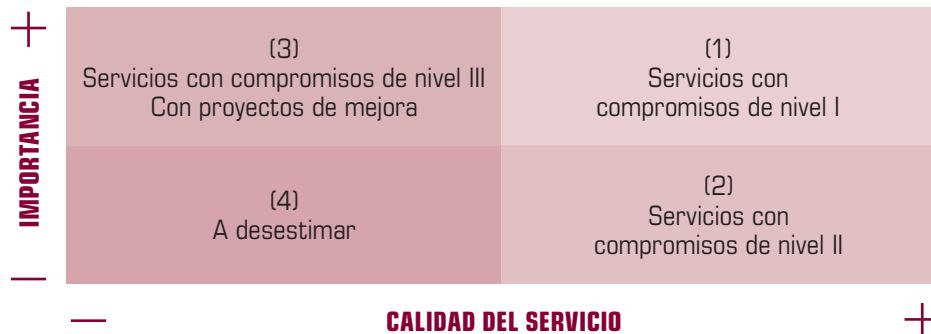 +
IMPORTANCIA
—
(3)
Servicios con compromisos de nivel III
Con proyectos de mejora
(1)
Servicios con
compromisos de nivel I
(4)
A desestimar
(2)
Servicios con
compromisos de nivel II
— CALIDAD DEL SERVICIO +